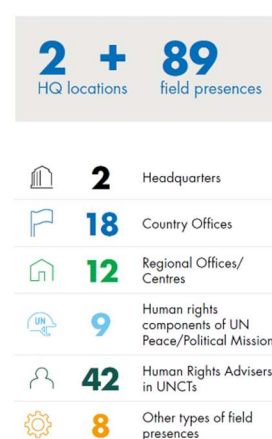 2 + 89
HQ locations field presences
2 Headquarters
18 Country Offices
12 Regional Offices/
Centres
UN
9 Human rights
components of UN
Peace/Political Mission
42 Human Rights Advisers
in UNCTs
8 Other types of field
presences